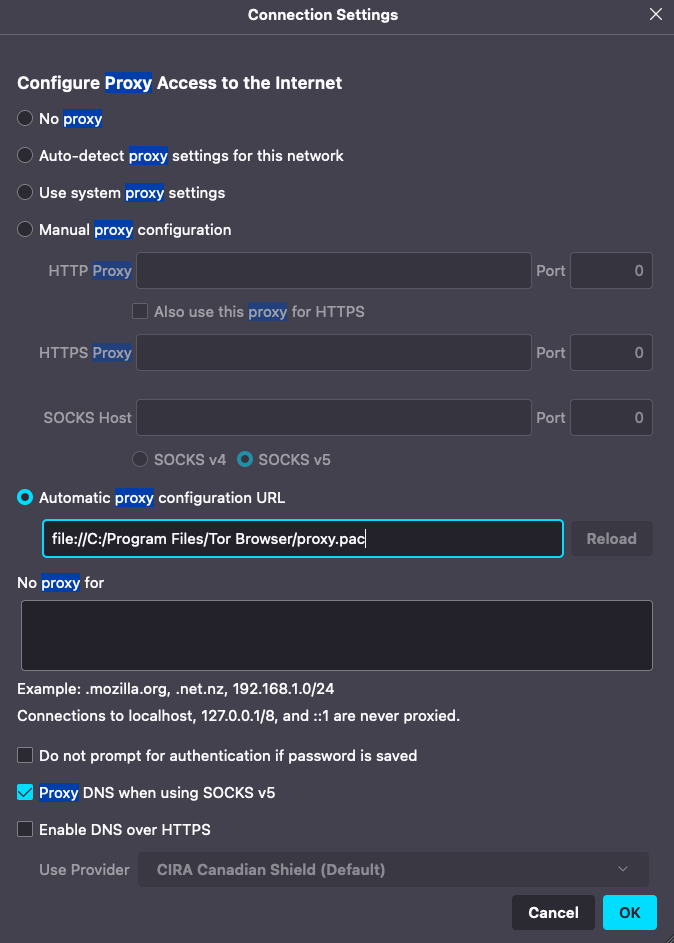 Connection Settings
Configure Proxy Access to the Internet
No proxy
Auto-detect proxy settings for this network
Use system proxy settings
Manual proxy configuration
HTTP Proxy Port 0
Also use this proxy for HTTPS
HTTPS Proxy Port 0
SOCKS Host Port 0
SOCKS v4 SOCKS v5
Automatic proxy configuration URL
file://C:/Program Files/Tor Browser/proxy.pac Reload
No proxy for
Example: .mozilla.org, .net.nz, 192.168.1.0/24
Connections to localhost, 127.0.0.1/8, and ::1 are never proxied.
Do not prompt for authentication if password is saved
Proxy DNS when using SOCKS v5
Enable DNS over HTTPS
Use Provider CIRA Canadian Shield (Default)
Cancel OK